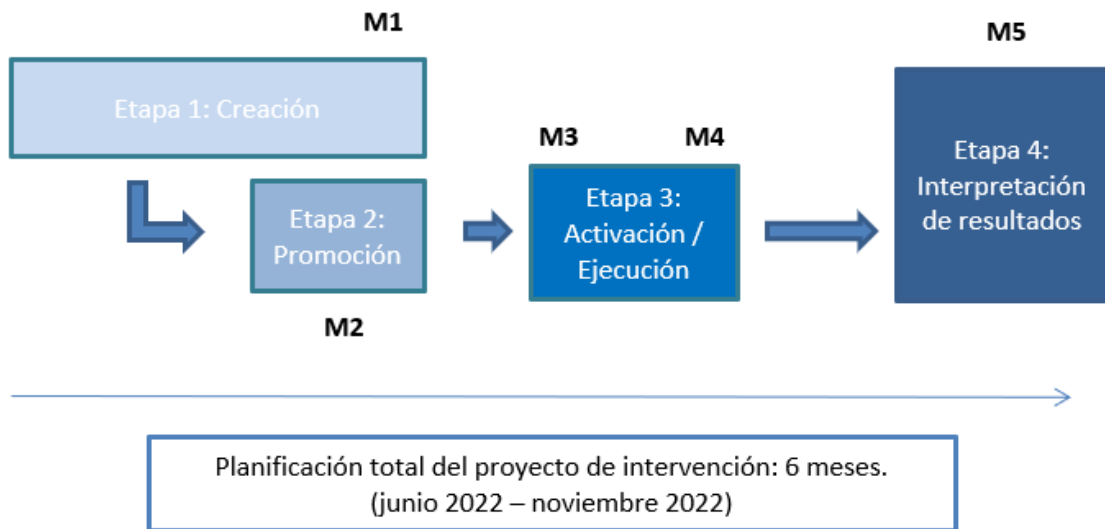 M1
M5
Etapa 1: Creación
M3
M4
Etapa 4:
Interpretación
de resultados
Etapa 2:
Promoción
Etapa 3:
Activación /
Ejecución
M2
Planificación total del proyecto de intervención: 6 meses.
(junio 2022 – noviembre 2022)